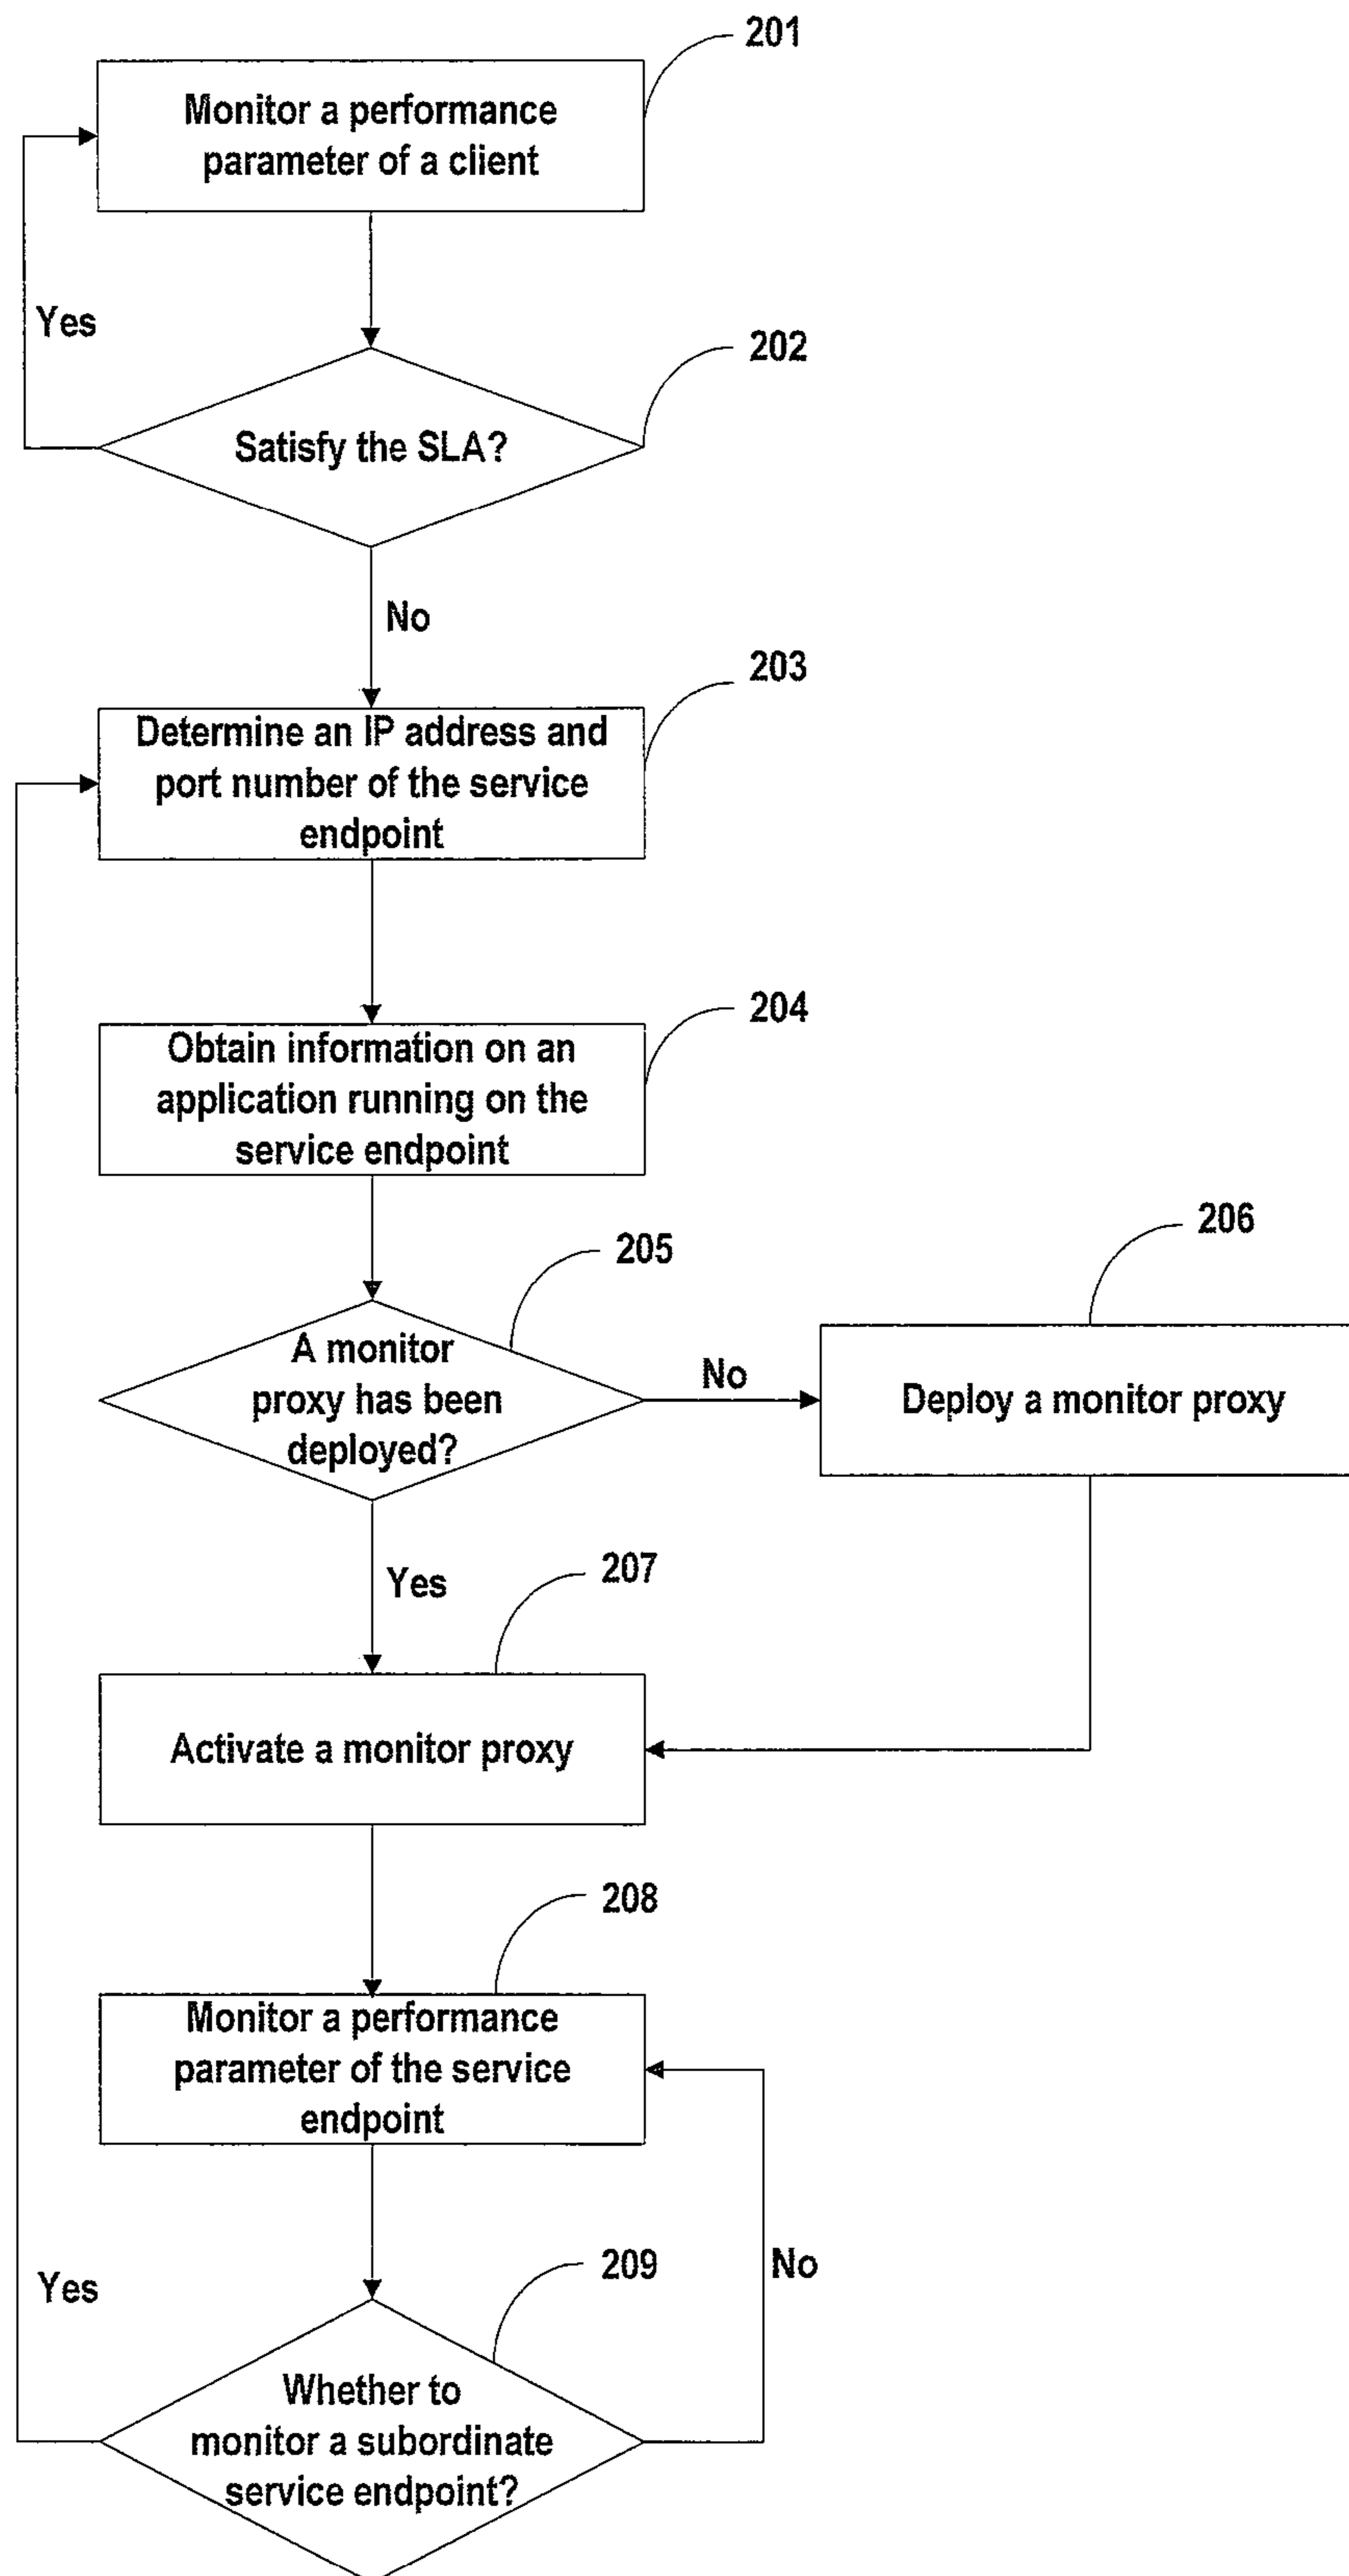 201
Monitor a performance
parameter of a client
Yes
202
Satisfy the SLA?
No
203
Determine an IP address and
port number of the service
endpoint
204
Obtain information on an
application running on the
service endpoint
205
206
A monitor
proxy has been
deployed?
No
Deploy a monitor proxy
Yes
207
Activate a monitor proxy
208
Monitor a performance
parameter of the service
endpoint
209
No
Yes
Whether to
monitor a subordinate
service endpoint?